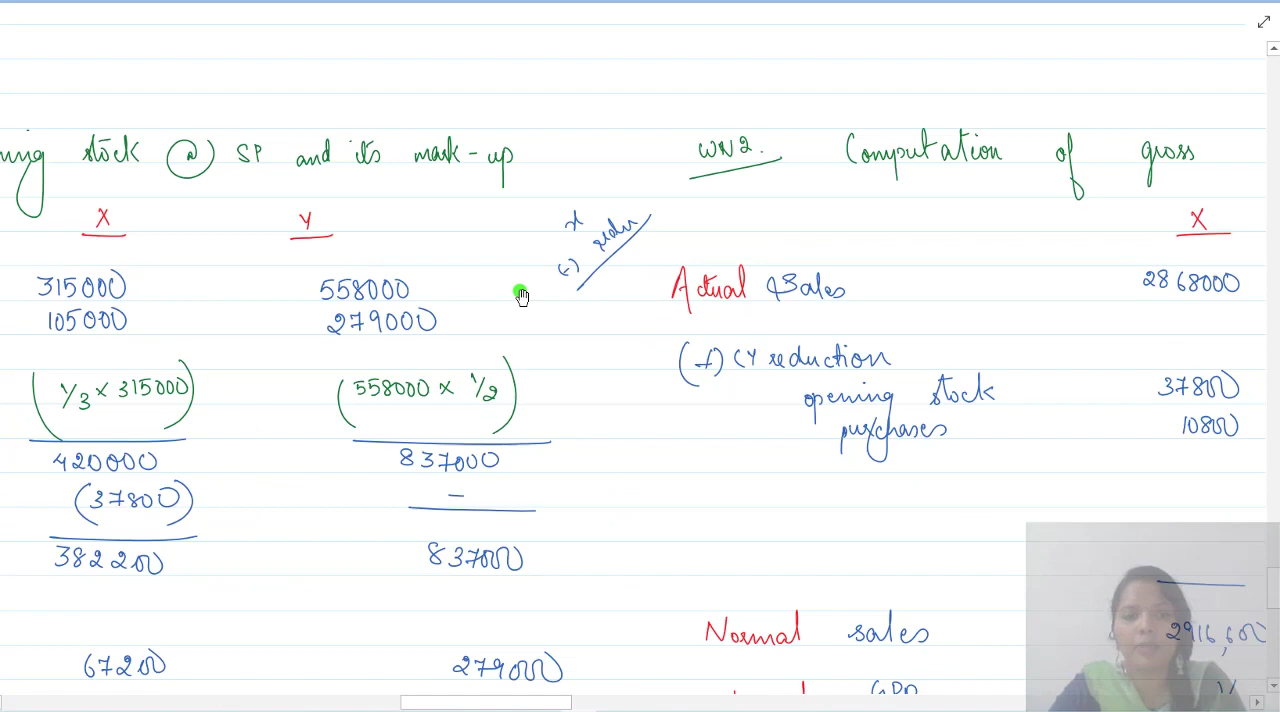 ning stock @ SP and its mark-up
X Y
315000 558000
105000 279000
(1/3 × 315000) (558000 × 1/2)
420000 837000
(37800) –
382200 837000
67200 279000
(-)
WN2. Computation of gross
X
Actual Sales 2868000
(+) CY reduction
opening stock 37800
purchases 10800
2916,600
Normal sales